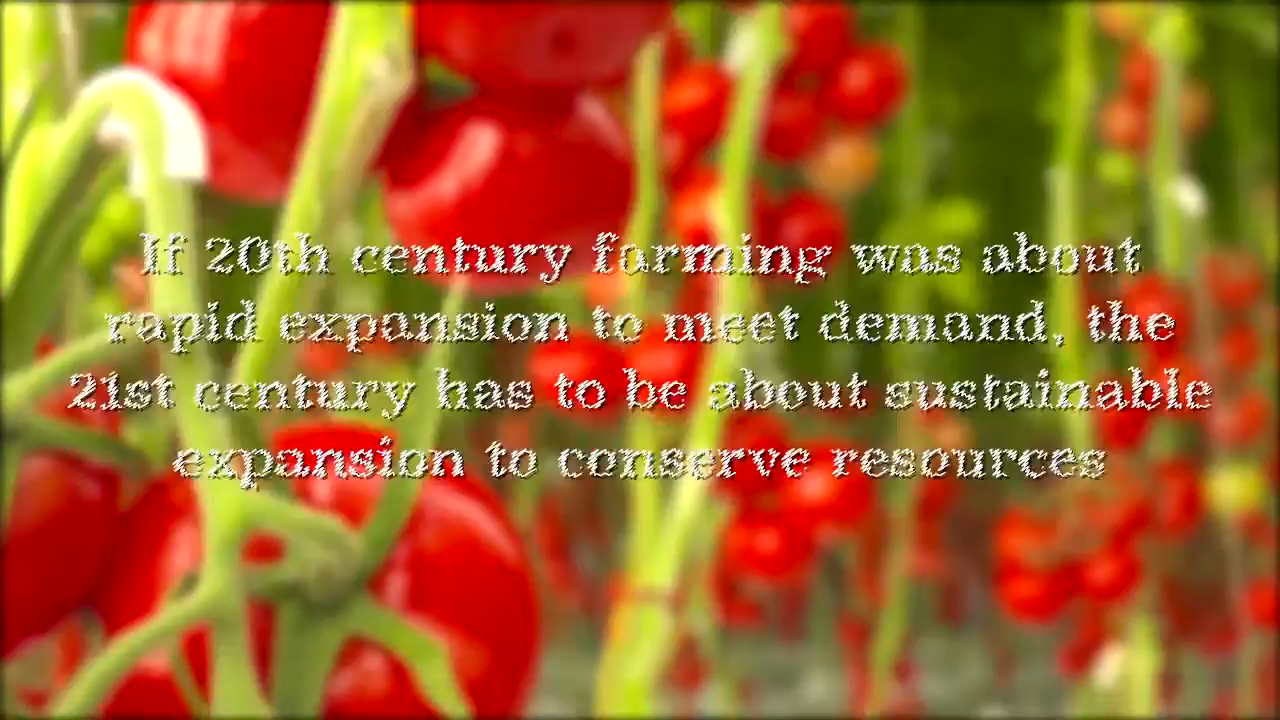 If 20th century farming was about
rapid expansion to meet demand, the
21st century has to be about sustainable
expansion to conserve resources